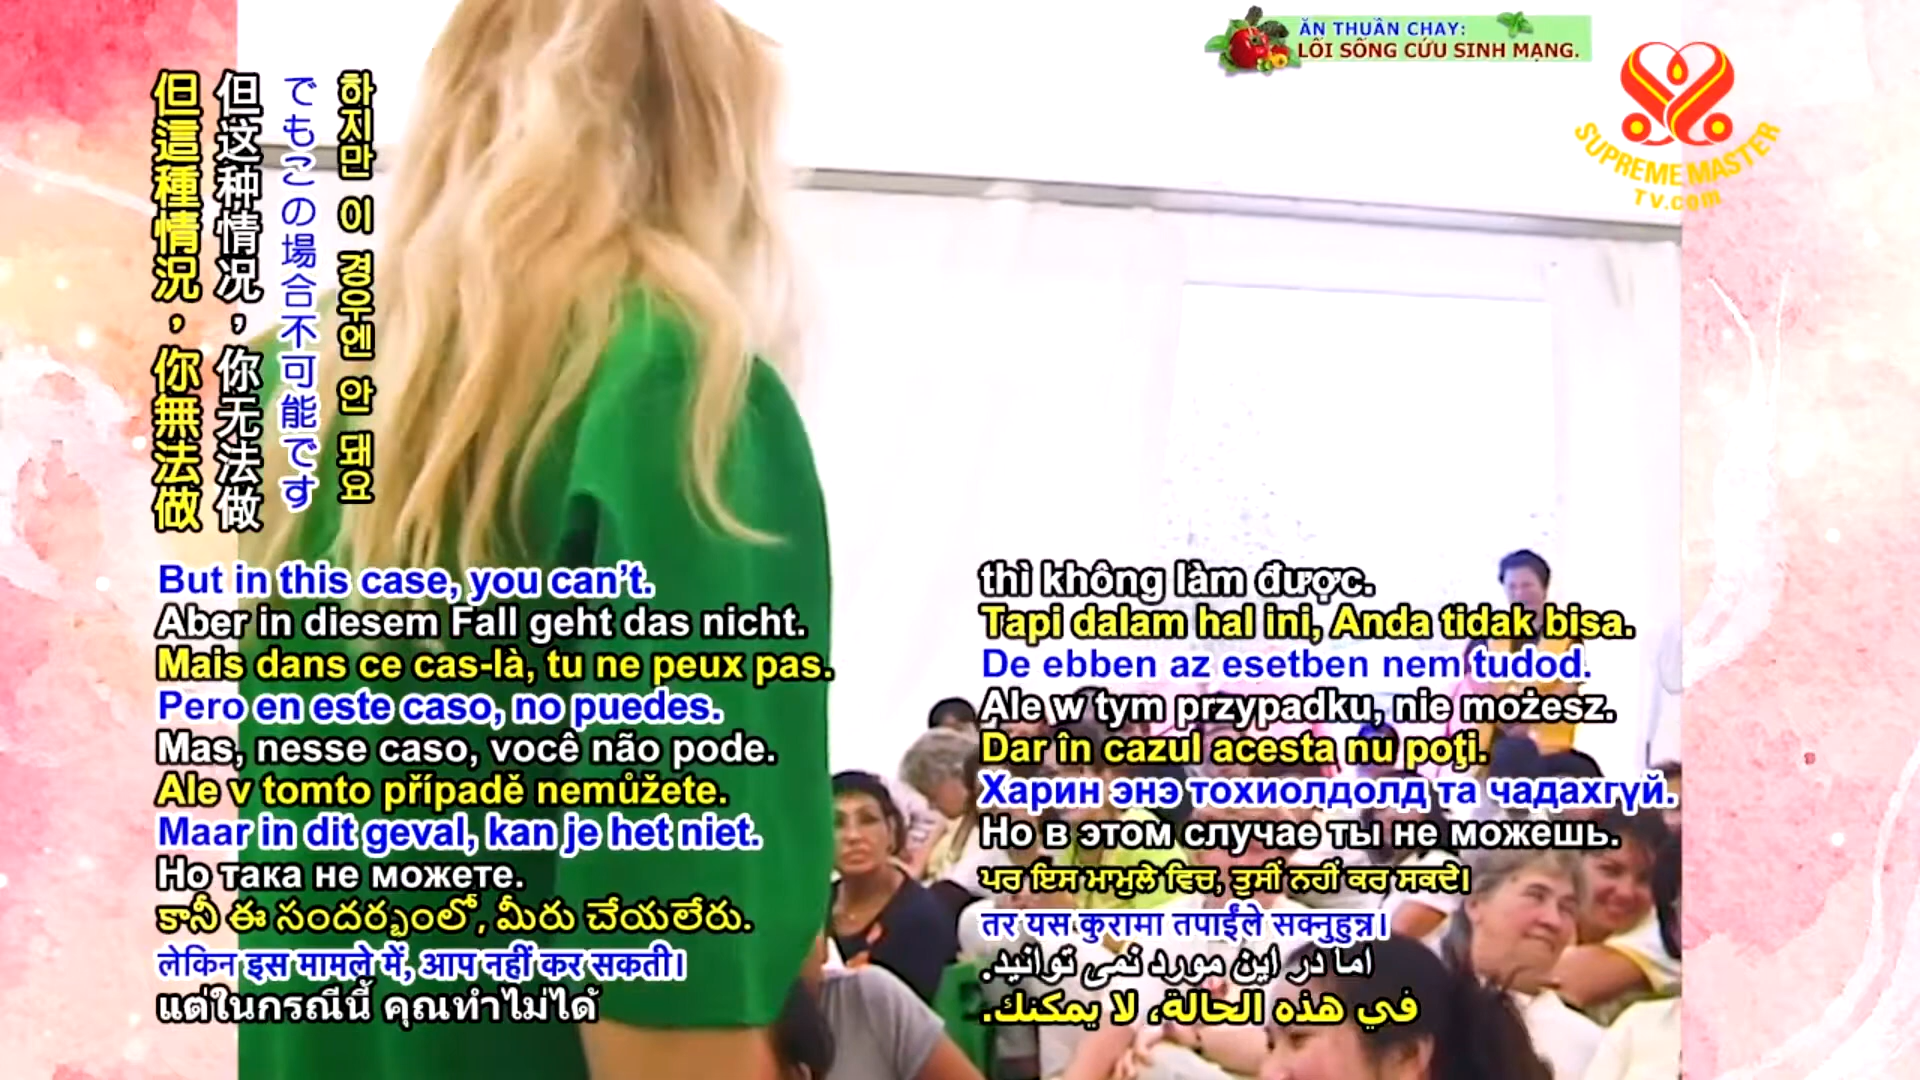 ĂN THUẦN CHAY:
LỐI SỐNG CỨU SINH MẠNG.
SUPREME MASTER
TV.com
但這種情況，你無法做
但这种情况，你无法做
でもこの場合不可能です
하지만 이 경우엔 안 돼요
But in this case, you can't.
Aber in diesem Fall geht das nicht.
Mais dans ce cas-là, tu ne peux pas.
Pero en este caso, no puedes.
Mas, nesse caso, você não pode.
Ale v tomto případě nemůžete.
Maar in dit geval, kan je het niet.
Но така не можете.
కానీ ఈ సందర్భంలో, మీరు చేయలేరు.
लेकिन इस मामले में, आप नहीं कर सकती।
แต่ในกรณีนี้ คุณทำไม่ได้
thì không làm được.
Tapi dalam hal ini, Anda tidak bisa.
De ebben az esetben nem tudod.
Ale w tym przypadku, nie możesz.
Dar în cazul acesta nu poţi.
Харин энэ тохиолдолд та чадахгүй.
Но в этом случае ты не можешь.
ਪਰ ਇਸ ਮਾਮੁਲੇ ਵਿਚ, ਤੁਸੀਂ ਨਹੀਂ ਕਰ ਸਕਦੇ।
तर यस कुरामा तपाईंले सक्नुहुन्न।
اما در این مورد نمی توانید.
في هذه الحالة، لا يمكنك.